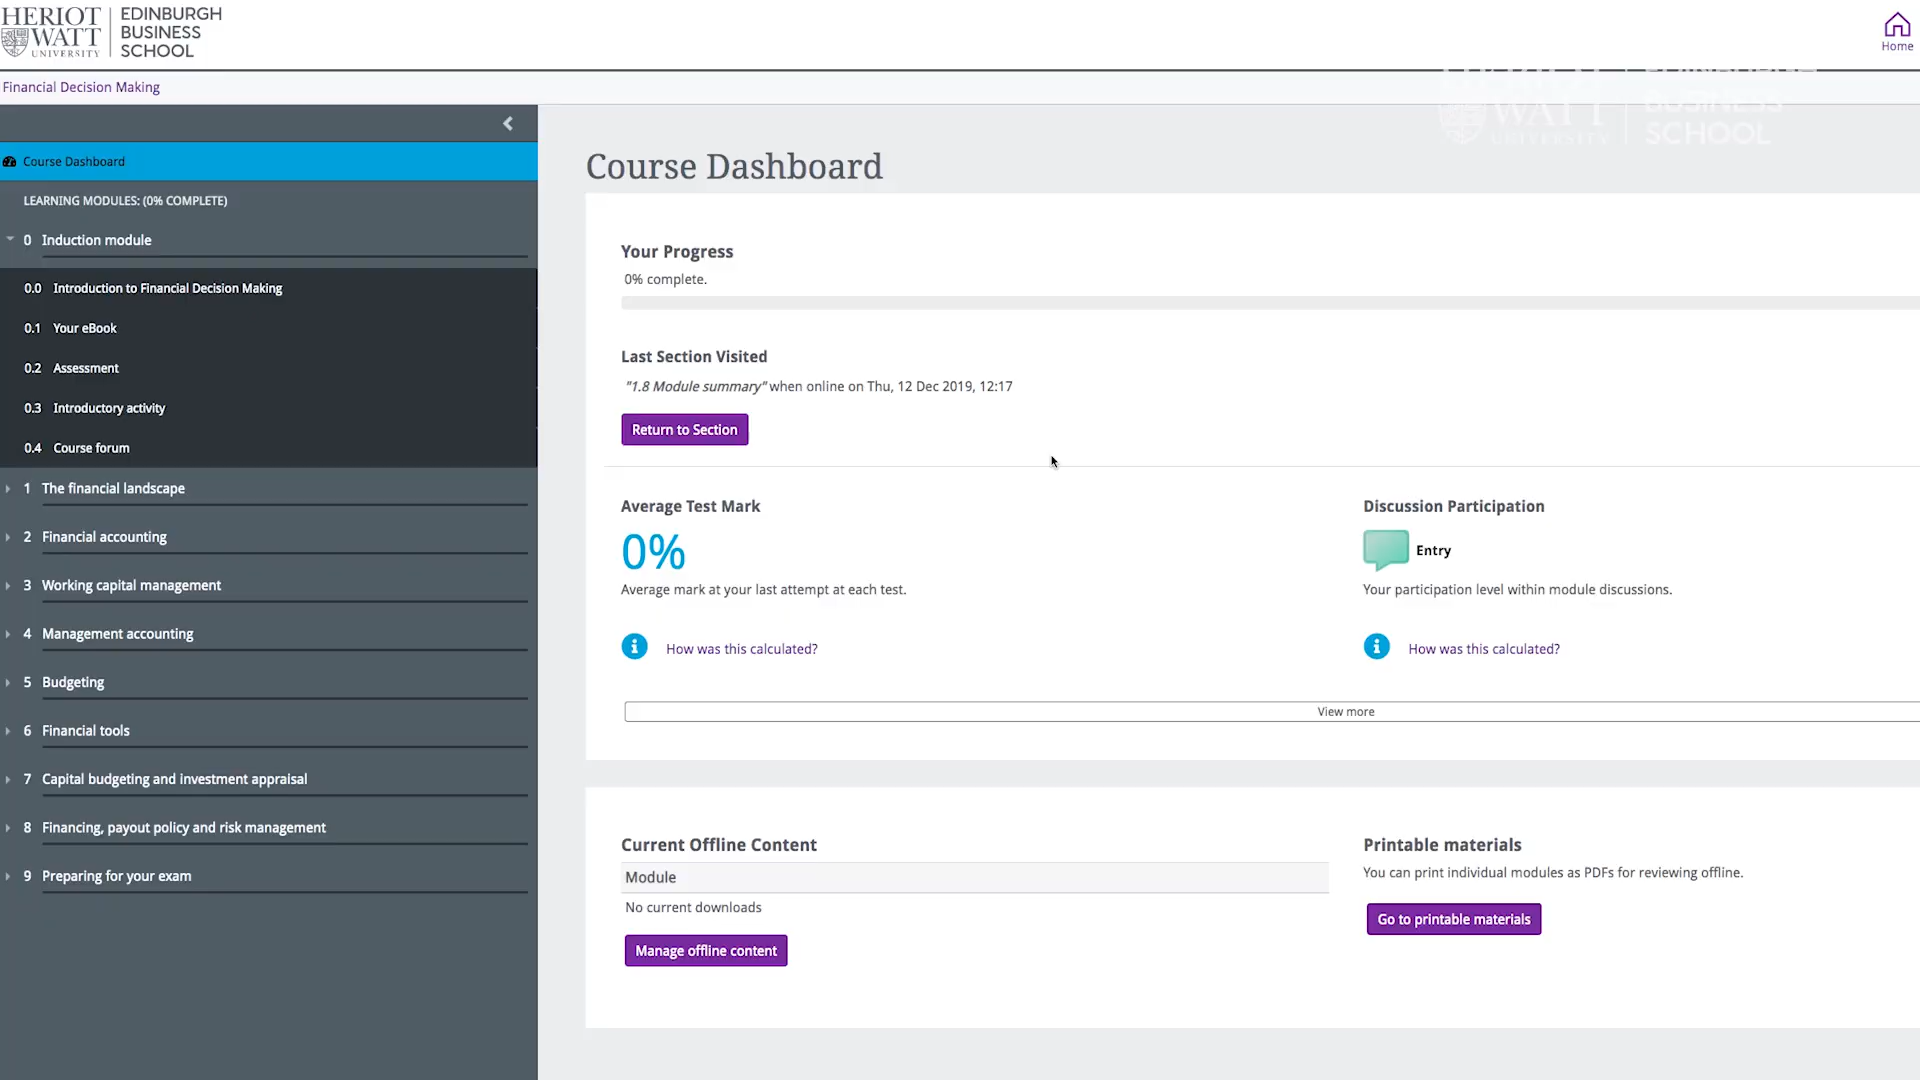 HERIOT
WATT
UNIVERSITY
EDINBURGH
BUSINESS
SCHOOL
Home
Financial Decision Making
WATT
UNIVERSITY
EDINBURGH
BUSINESS
SCHOOL
Course Dashboard
LEARNING MODULES: (0% COMPLETE)
0 Induction module
0.0 Introduction to Financial Decision Making
0.1 Your eBook
0.2 Assessment
0.3 Introductory activity
0.4 Course forum
1 The financial landscape
2 Financial accounting
3 Working capital management
4 Management accounting
5 Budgeting
6 Financial tools
7 Capital budgeting and investment appraisal
8 Financing, payout policy and risk management
9 Preparing for your exam
Course Dashboard
Your Progress
0% complete.
Last Section Visited
"1.8 Module summary" when online on Thu, 12 Dec 2019, 12:17
Return to Section
Average Test Mark
0%
Average mark at your last attempt at each test.
How was this calculated?
Discussion Participation
Entry
Your participation level within module discussions.
How was this calculated?
View more
Current Offline Content
Module
No current downloads
Manage offline content
Printable materials
You can print individual modules as PDFs for reviewing offline.
Go to printable materials